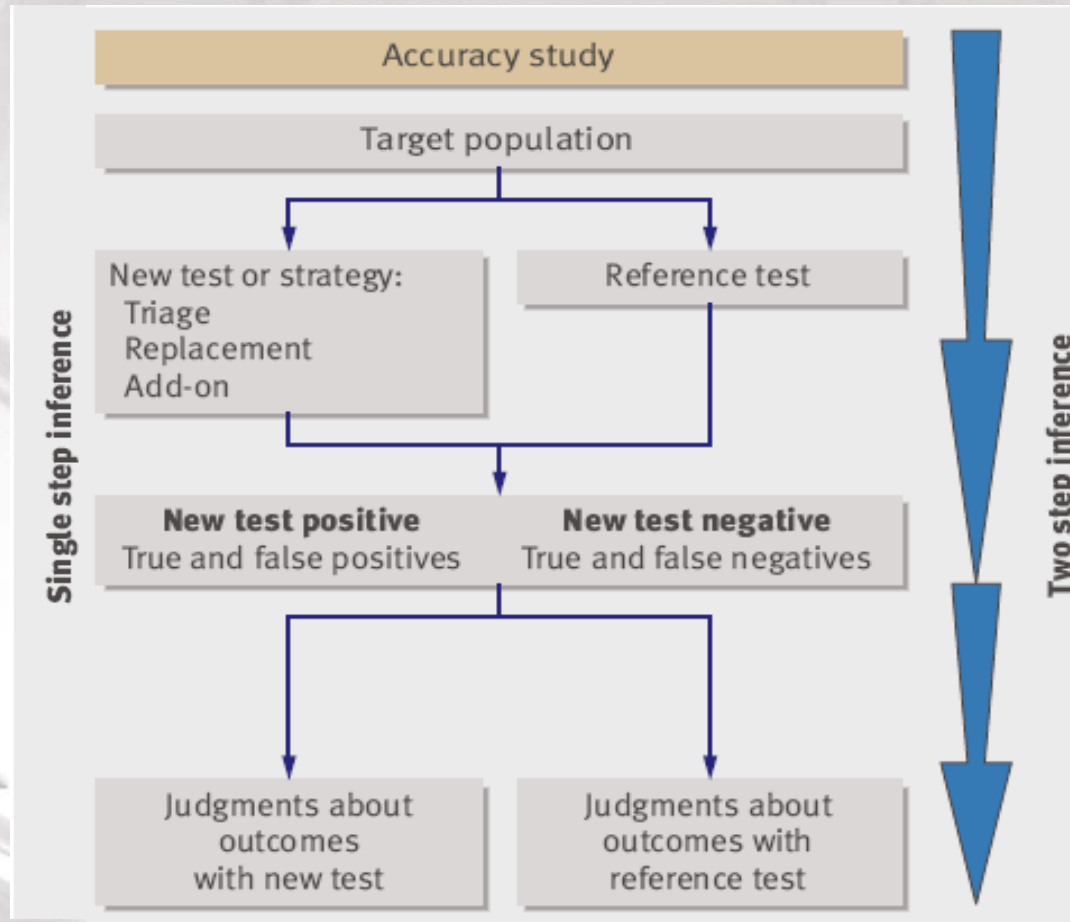 Accuracy study
Target population
New test or strategy:
Triage
Replacement
Add-on
Reference test
New test positive
True and false positives
New test negative
True and false negatives
Judgments about
outcomes
with new test
Judgments about
outcomes with
reference test
Single step inference
Two step inference